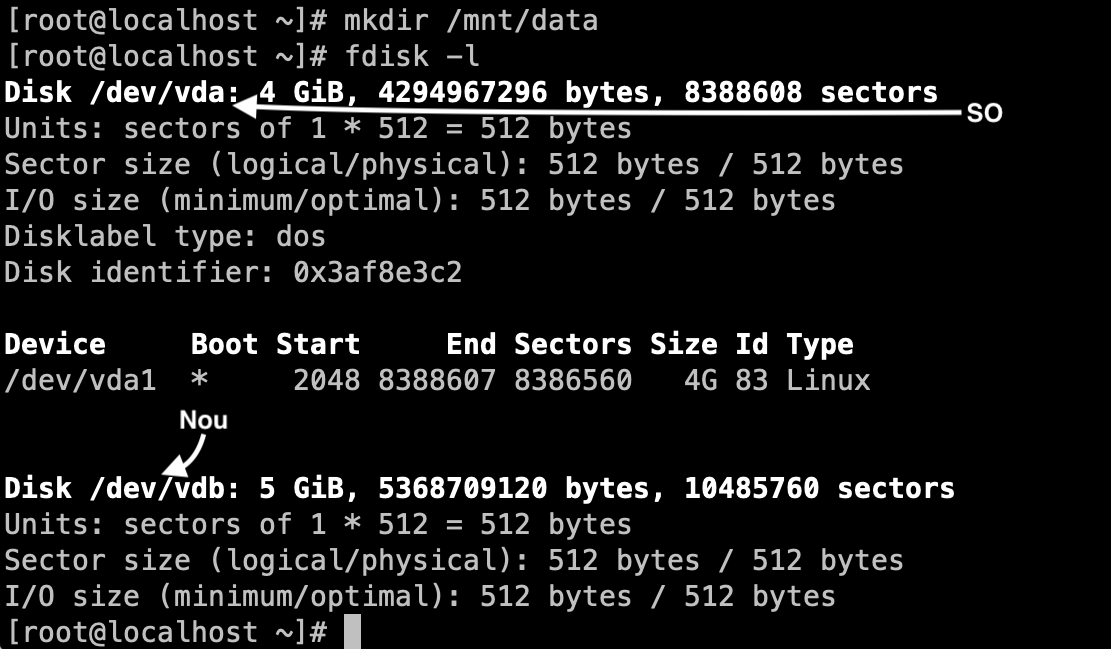 [root@localhost ~]# mkdir /mnt/data
[root@localhost ~]# fdisk -l
Disk /dev/vda: 4 GiB, 4294967296 bytes, 8388608 sectors
SO
Units: sectors of 1 * 512 = 512 bytes
Sector size (logical/physical): 512 bytes / 512 bytes
I/O size (minimum/optimal): 512 bytes / 512 bytes
Disklabel type: dos
Disk identifier: 0x3af8e3c2
Device     Boot Start     End Sectors Size Id Type
/dev/vda1  *     2048 8388607 8386560   4G 83 Linux
Nou
Disk /dev/vdb: 5 GiB, 5368709120 bytes, 10485760 sectors
Units: sectors of 1 * 512 = 512 bytes
Sector size (logical/physical): 512 bytes / 512 bytes
I/O size (minimum/optimal): 512 bytes / 512 bytes
[root@localhost ~]#